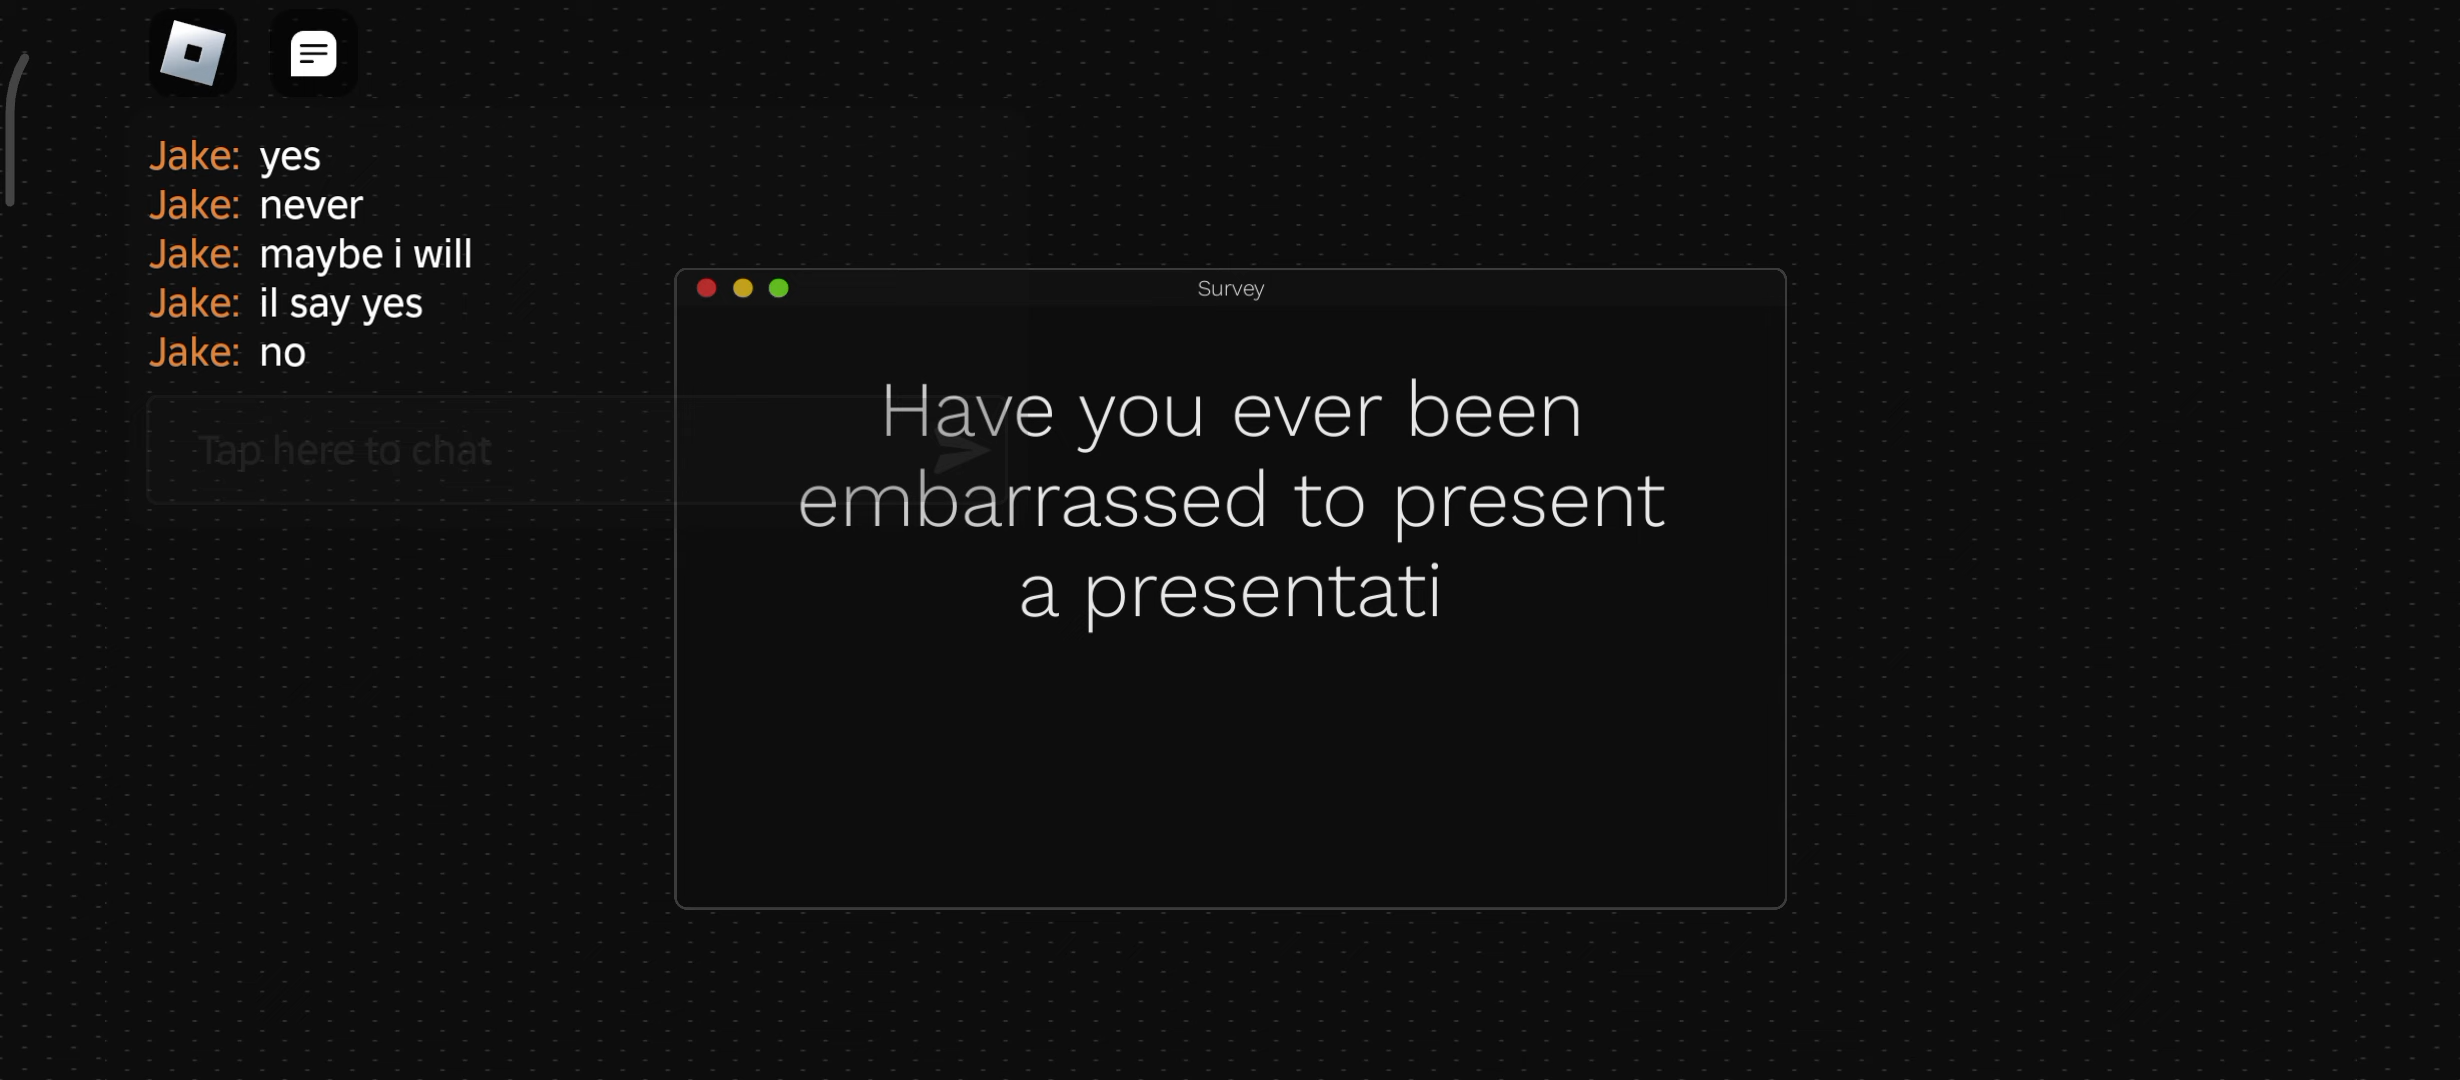 Jake: yes
Jake: never
Jake: maybe i will
Jake: il say yes
Jake: no
Tap here to chat
Survey
Have you ever been
embarrassed to present
a presentati